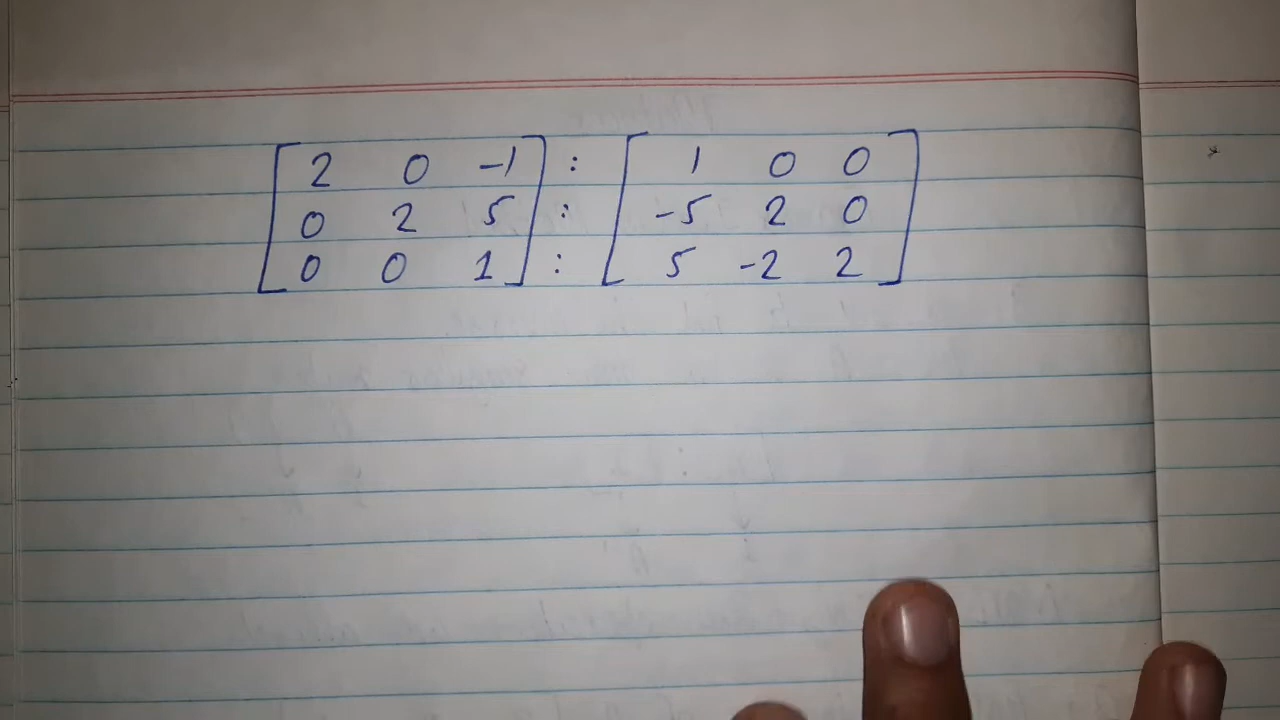 [ 2 0 -1 ] : [ 1 0 0 ]
[ 0 2 5 ] : [ -5 2 0 ]
[ 0 0 1 ] : [ 5 -2 2 ]